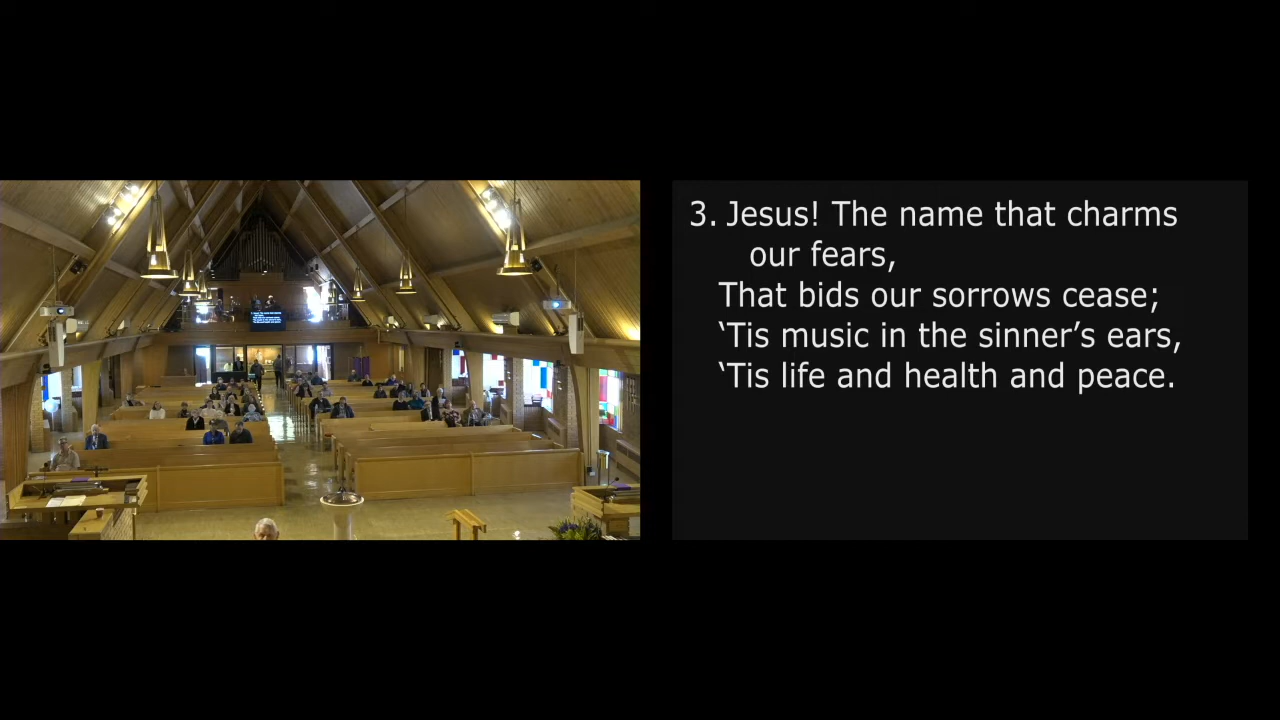 3. Jesus! The name that charms
our fears,
That bids our sorrows cease;
‘Tis music in the sinner’s ears,
‘Tis life and health and peace.